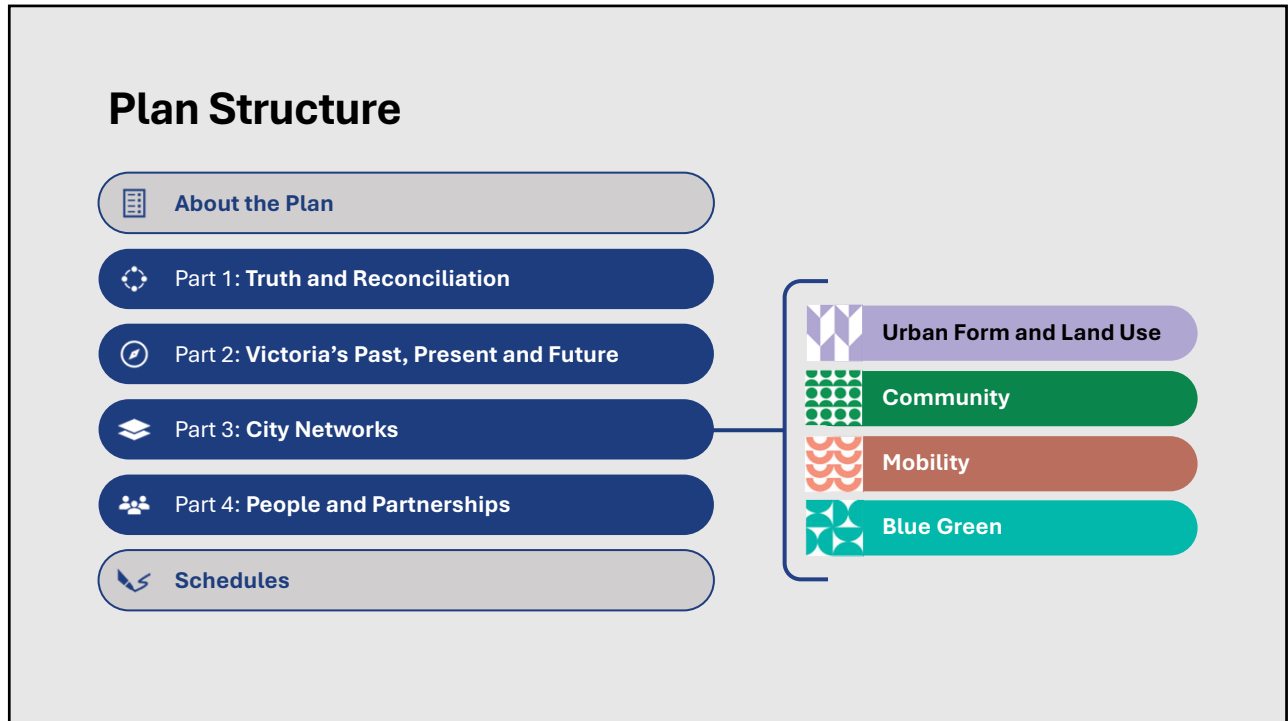 Plan Structure
About the Plan
Part 1: Truth and Reconciliation
Part 2: Victoria’s Past, Present and Future
Part 3: City Networks
Part 4: People and Partnerships
Schedules
Urban Form and Land Use
Community
Mobility
Blue Green